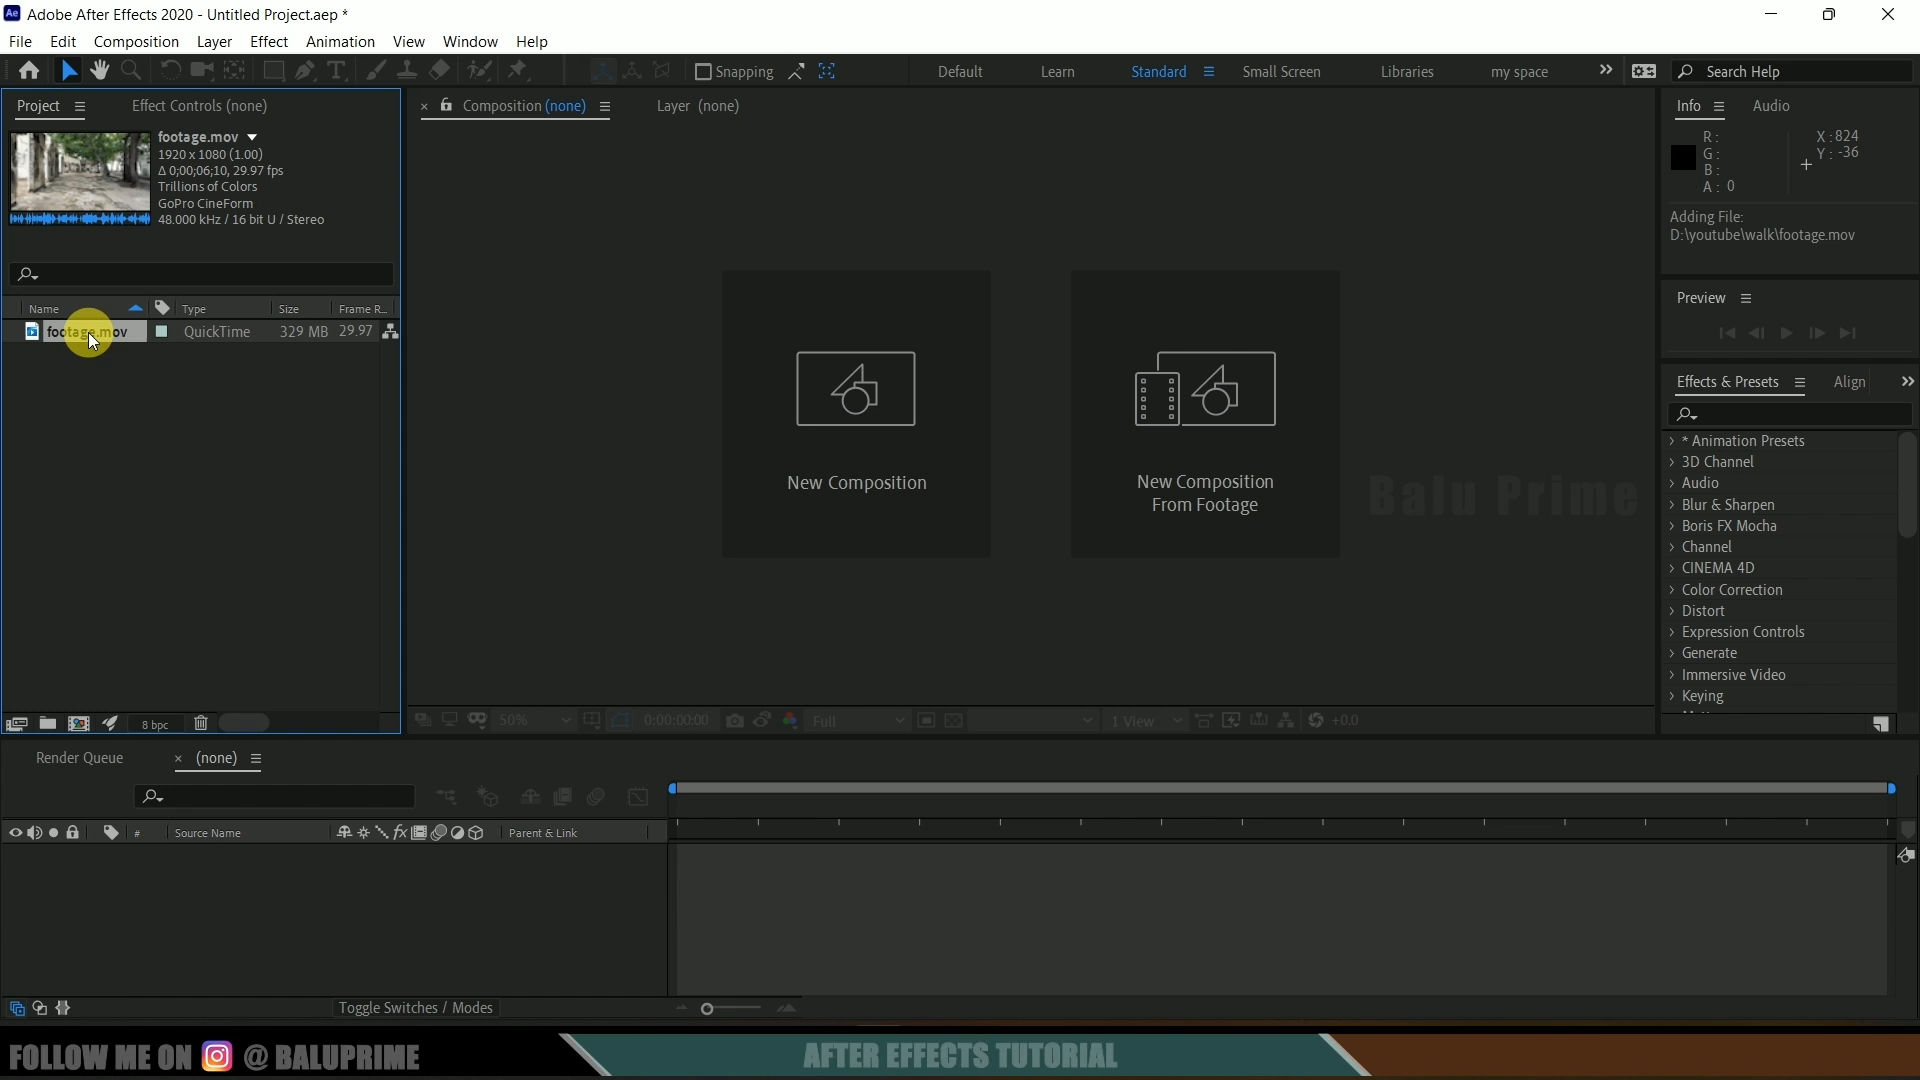 Adobe After Effects 2020 - Untitled Project.aep *
File Edit Composition Layer Effect Animation View Window Help
Snapping Default Learn Standard Small Screen Libraries my space Search Help
Project Effect Controls (none)
footage.mov
1920 x 1080 (1.00)
Δ 0;00;06;10, 29.97 fps
Trillions of Colors
GoPro CineForm
48.000 kHz / 16 bit U / Stereo
Name Type Size Frame R...
footage.mov QuickTime 329 MB 29.97
8 bpc
Composition (none) Layer (none)
New Composition
New Composition
From Footage
Balu Prime
50% 0:00:00:00 Full 1 View +0.0
Info Audio
R :
G :
B :
A : 0
X : 824
Y : -36
Adding File:
D:\youtube\walk\footage.mov
Preview
Effects & Presets Align
* Animation Presets
3D Channel
Audio
Blur & Sharpen
Boris FX Mocha
Channel
CINEMA 4D
Color Correction
Distort
Expression Controls
Generate
Immersive Video
Keying
Render Queue (none)
# Source Name Parent & Link
Toggle Switches / Modes
FOLLOW ME ON @ BALUPRIME
AFTER EFFECTS TUTORIAL